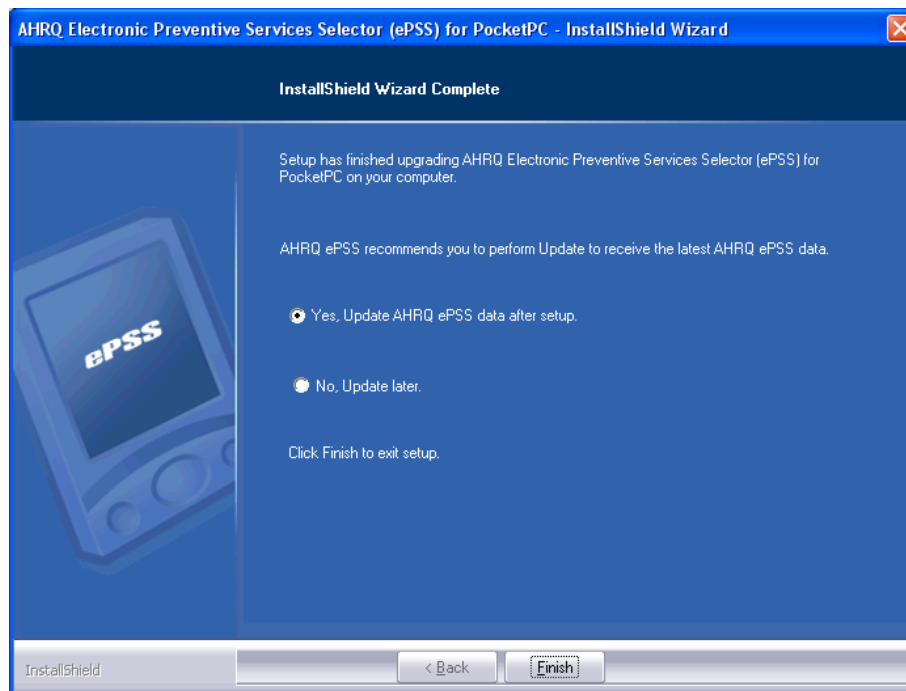 AHRQ Electronic Preventive Services Selector (ePSS) for PocketPC - InstallShield Wizard
InstallShield Wizard Complete
Setup has finished upgrading AHRQ Electronic Preventive Services Selector (ePSS) for
PocketPC on your computer.
AHRQ ePSS recommends you to perform Update to receive the latest AHRQ ePSS data.
Yes, Update AHRQ ePSS data after setup.
ePSS
No, Update later.
Click Finish to exit setup.
InstallShield
< Back
Finish